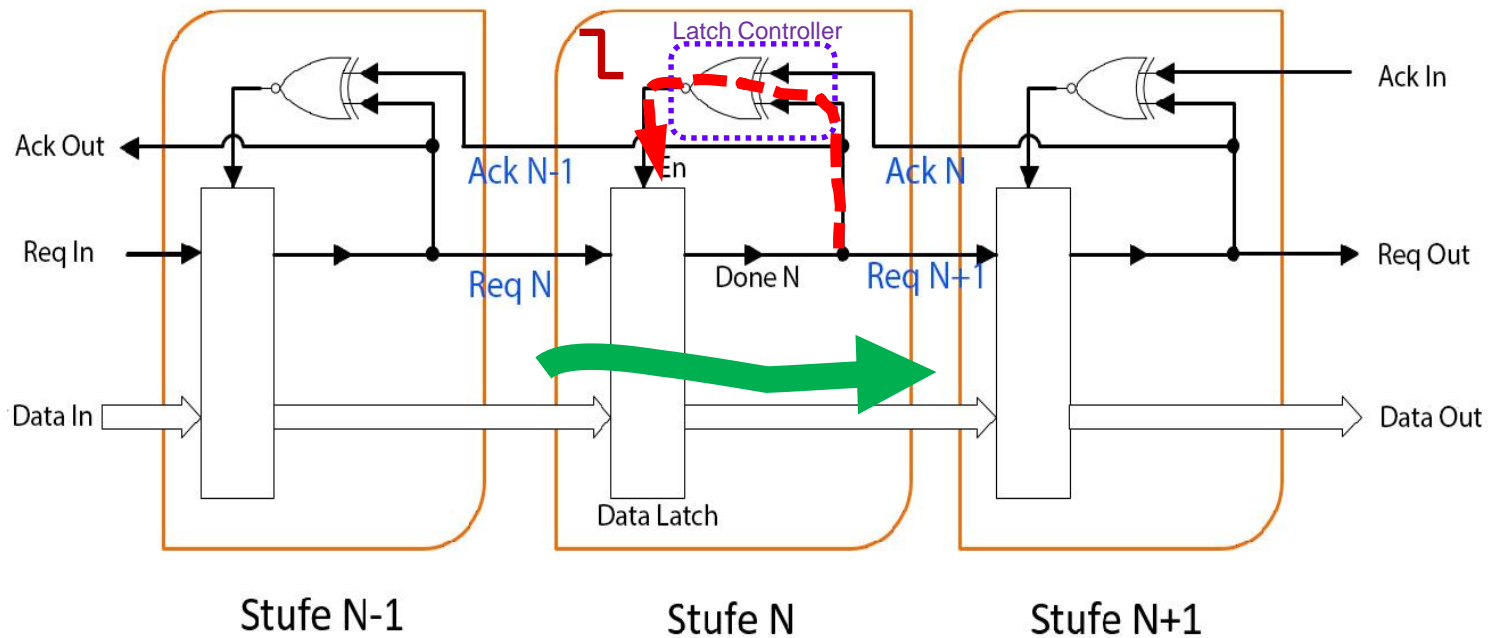 Latch Controller
Ack In
Ack Out
Ack N-1
En
Ack N
Req In
Req N
Done N
Req N+1
Req Out
Data In
Data Out
Data Latch
Stufe N-1
Stufe N
Stufe N+1